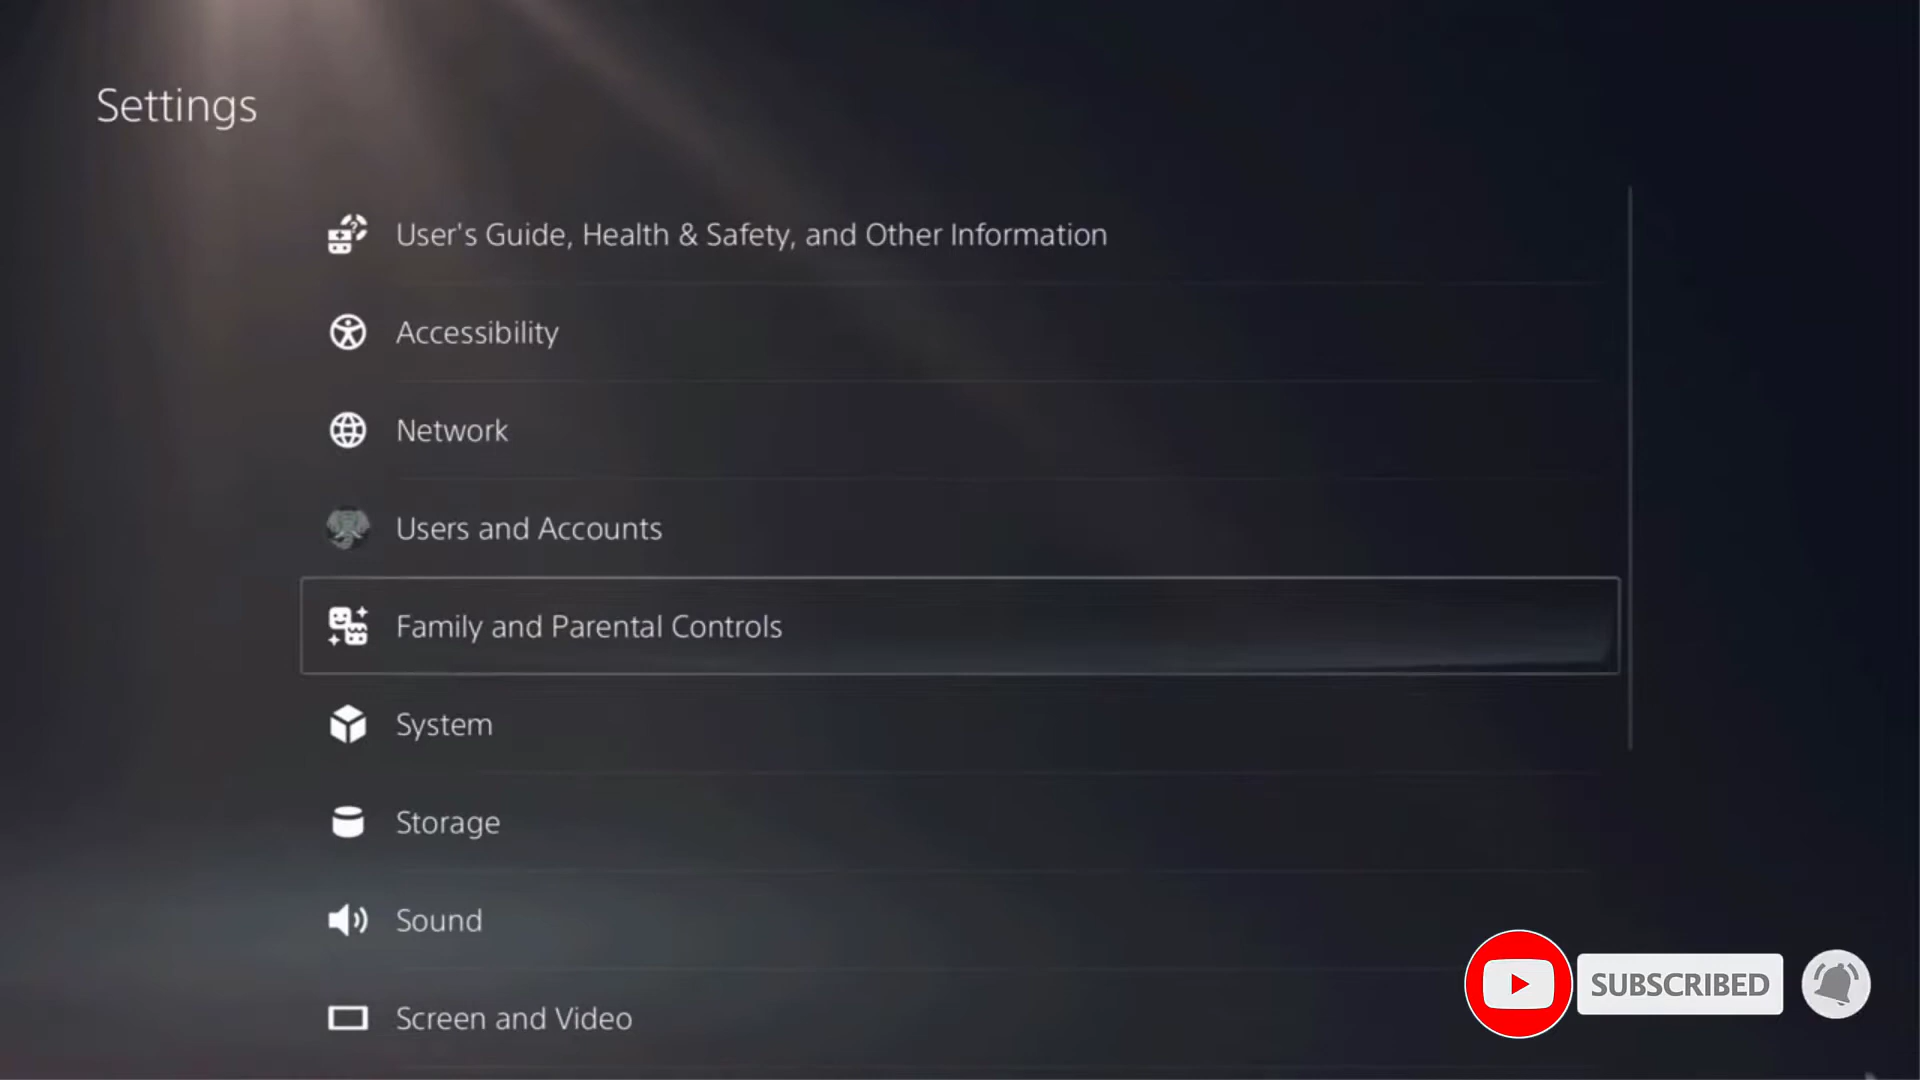 Settings
User's Guide, Health & Safety, and Other Information
Accessibility
Network
Users and Accounts
Family and Parental Controls
System
Storage
Sound
Screen and Video
SUBSCRIBED